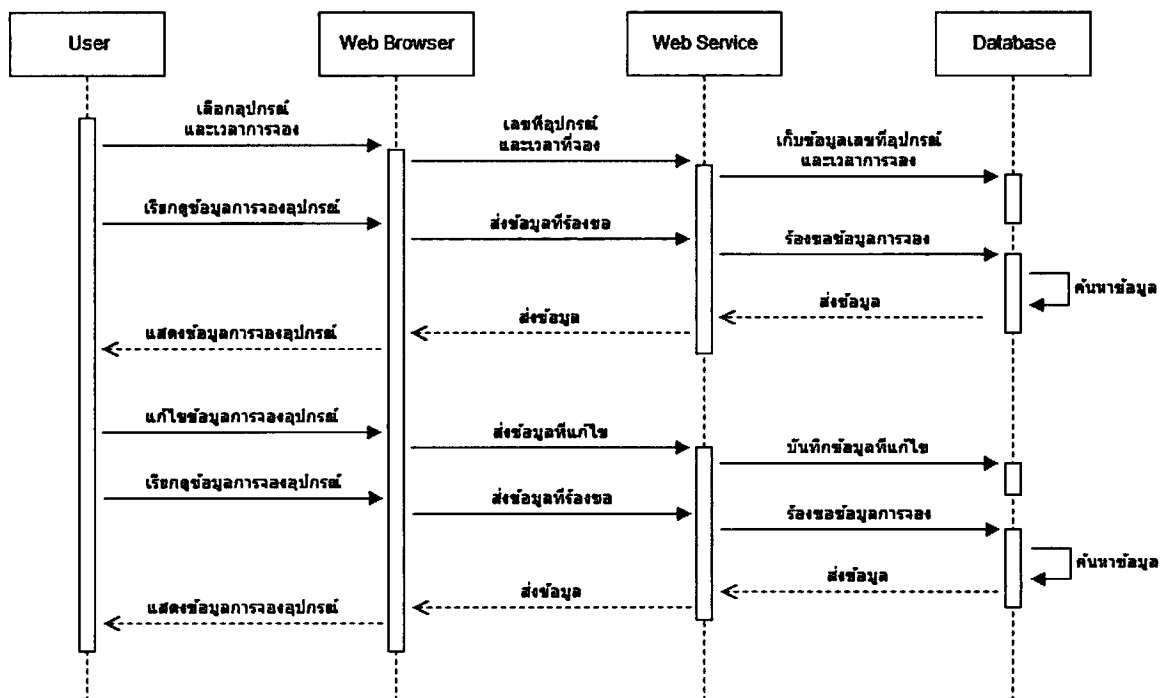 User
Web Browser
Web Service
Database
เลือกอุปกรณ์
และเวลาการจอง
เลขที่อุปกรณ์
และเวลาที่จอง
เก็บข้อมูลเลขที่อุปกรณ์
และเวลาการจอง
เรียกดูข้อมูลการจองอุปกรณ์
ส่งข้อมูลที่ร้องขอ
ร้องขอข้อมูลการจอง
ค้นหาข้อมูล
ส่งข้อมูล
ส่งข้อมูล
แสดงข้อมูลการจองอุปกรณ์
แก้ไขข้อมูลการจองอุปกรณ์
ส่งข้อมูลที่แก้ไข
บันทึกข้อมูลที่แก้ไข
เรียกดูข้อมูลการจองอุปกรณ์
ส่งข้อมูลที่ร้องขอ
ร้องขอข้อมูลการจอง
ค้นหาข้อมูล
ส่งข้อมูล
ส่งข้อมูล
แสดงข้อมูลการจองอุปกรณ์